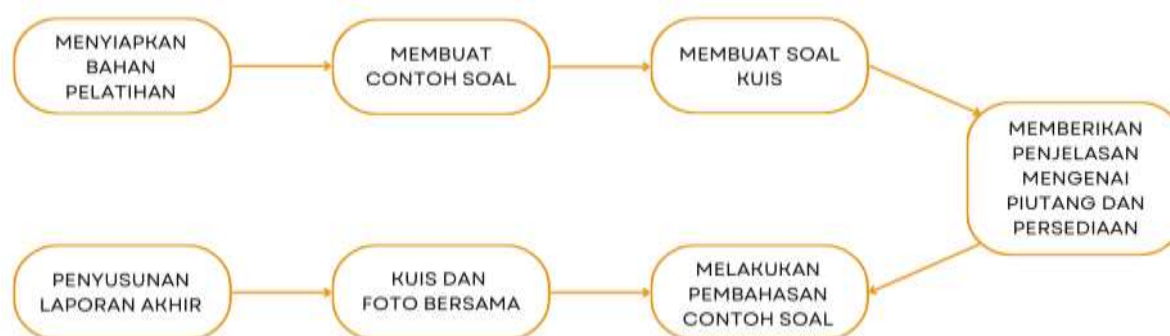 MENYIAPKAN
BAHAN
PELATIHAN
MEMBUAT
CONTOH SOAL
MEMBUAT SOAL
KUIS
MEMBERIKAN
PENJELASAN
MENGENAI
PIUTANG DAN
PERSEDIAAN
PENYUSUNAN
LAPORAN AKHIR
KUIS DAN
FOTO BERSAMA
MELAKUKAN
PEMBAHASAN
CONTOH SOAL